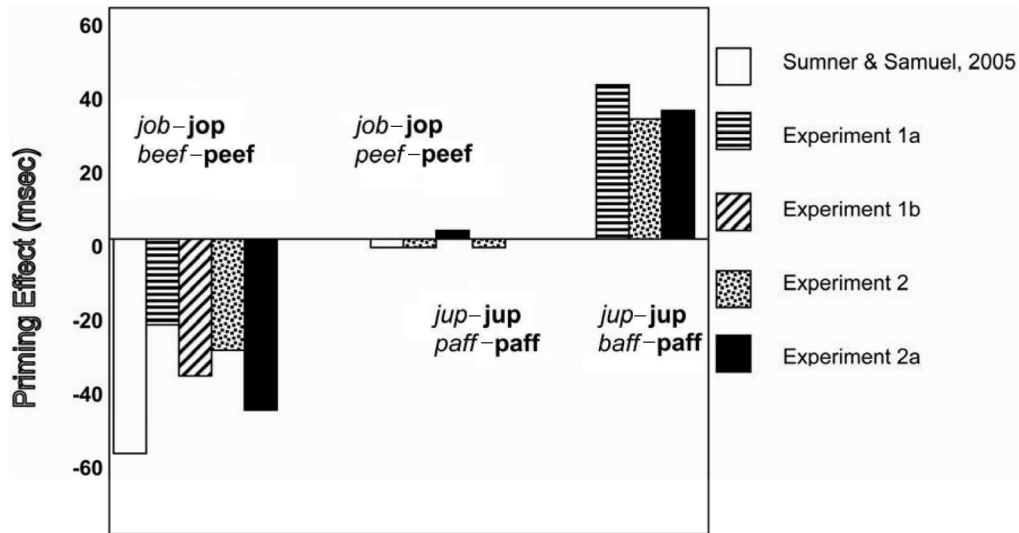 Priming Effect (msec)
60
40
20
0
-20
-40
-60
job–jop
beef–peef
job–jop
peef–peef
jup–jup
paff–paff
jup–jup
baff–paff
Sumner & Samuel, 2005
Experiment 1a
Experiment 1b
Experiment 2
Experiment 2a